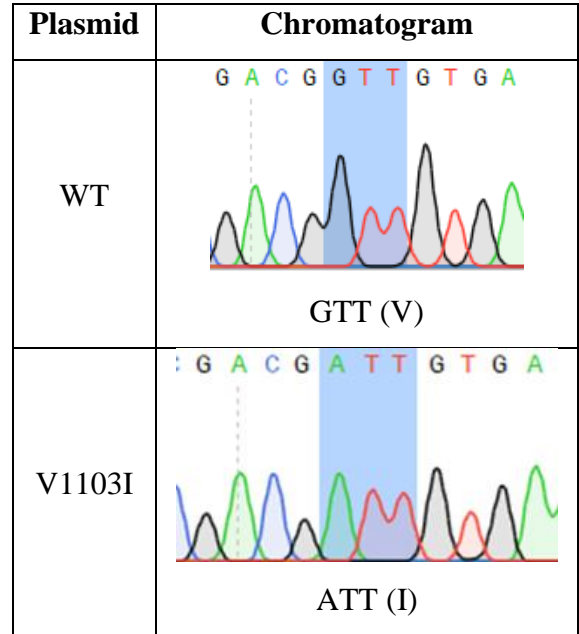 Plasmid Chromatogram
WT
G A C G G T T G T G A
GTT (V)
V1103I
G A C G A T T G T G A
ATT (I)